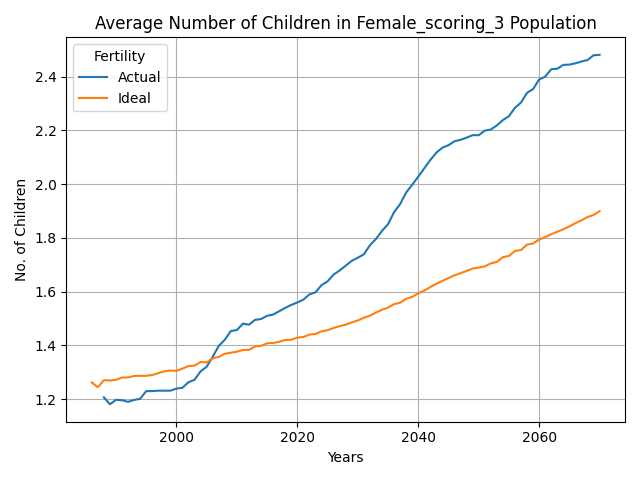 Average Number of Children in Female_scoring_3 Population
Fertility
Actual
Ideal
No. of Children
2.4
2.2
2.0
1.8
1.6
1.4
1.2
2000 2020 2040 2060
Years